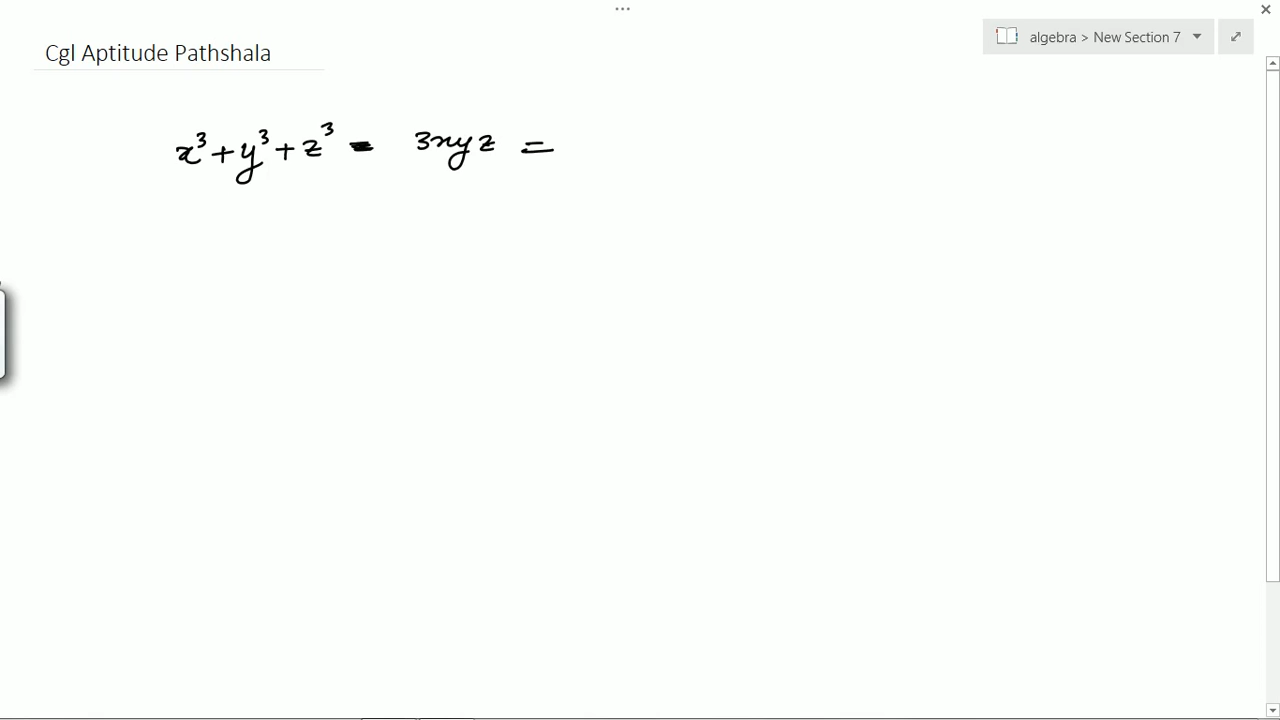 algebra > New Section 7
Cgl Aptitude Pathshala
x³+y³+z³ - 3xyz =